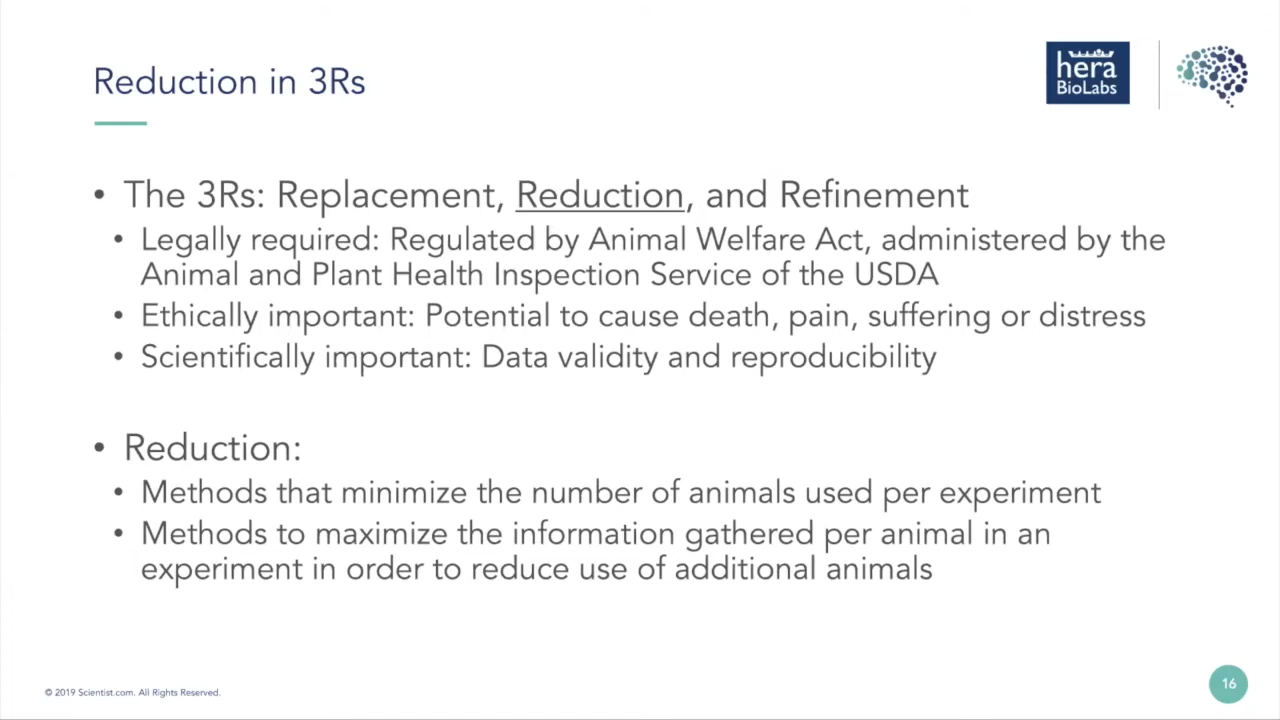 Reduction in 3Rs
hera
BioLabs
• The 3Rs: Replacement, Reduction, and Refinement
• Legally required: Regulated by Animal Welfare Act, administered by the
Animal and Plant Health Inspection Service of the USDA
• Ethically important: Potential to cause death, pain, suffering or distress
• Scientifically important: Data validity and reproducibility
• Reduction:
• Methods that minimize the number of animals used per experiment
• Methods to maximize the information gathered per animal in an
experiment in order to reduce use of additional animals
© 2019 Scientist.com. All Rights Reserved.
16